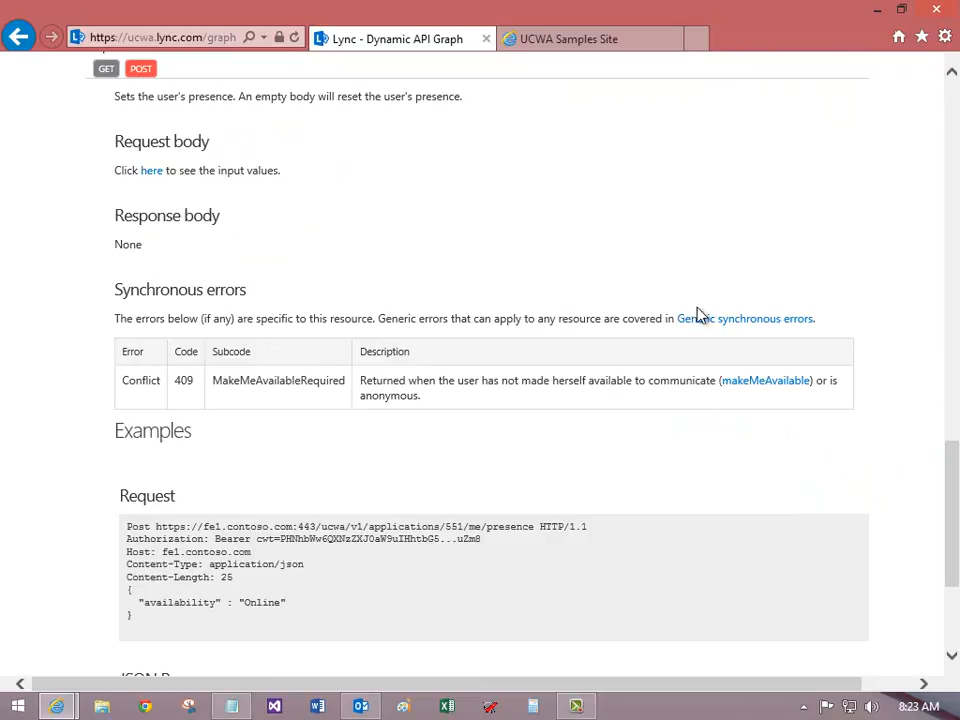 https://ucwa.lync.com/graph
Lync - Dynamic API Graph
UCWA Samples Site
GET POST
Sets the user's presence. An empty body will reset the user's presence.
Request body
Click here to see the input values.
Response body
None
Synchronous errors
The errors below (if any) are specific to this resource. Generic errors that can apply to any resource are covered in Generic synchronous errors.
Error Code Subcode Description
Conflict 409 MakeMeAvailableRequired Returned when the user has not made herself available to communicate (makeMeAvailable) or is
anonymous.
Examples
Request
Post https://fe1.contoso.com:443/ucwa/v1/applications/551/me/presence HTTP/1.1
Authorization: Bearer cwt=PHNhbWw6QXNzZXJ0aW9uIHhtbG5...uZm8
Host: fe1.contoso.com
Content-Type: application/json
Content-Length: 25
{
"availability" : "Online"
}
8:23 AM